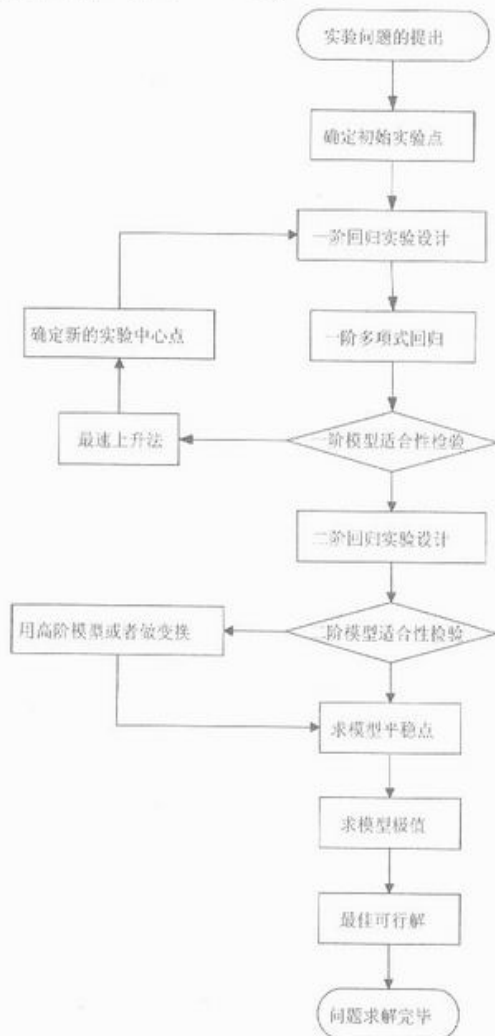 实验问题的提出
确定初始实验点
一阶回归实验设计
确定新的实验中心点
一阶多项式回归
最速上升法
一阶模型适合性检验
二阶回归实验设计
用高阶模型或者做变换
二阶模型适合性检验
求模型平稳点
求模型极值
最佳可行解
问题求解完毕